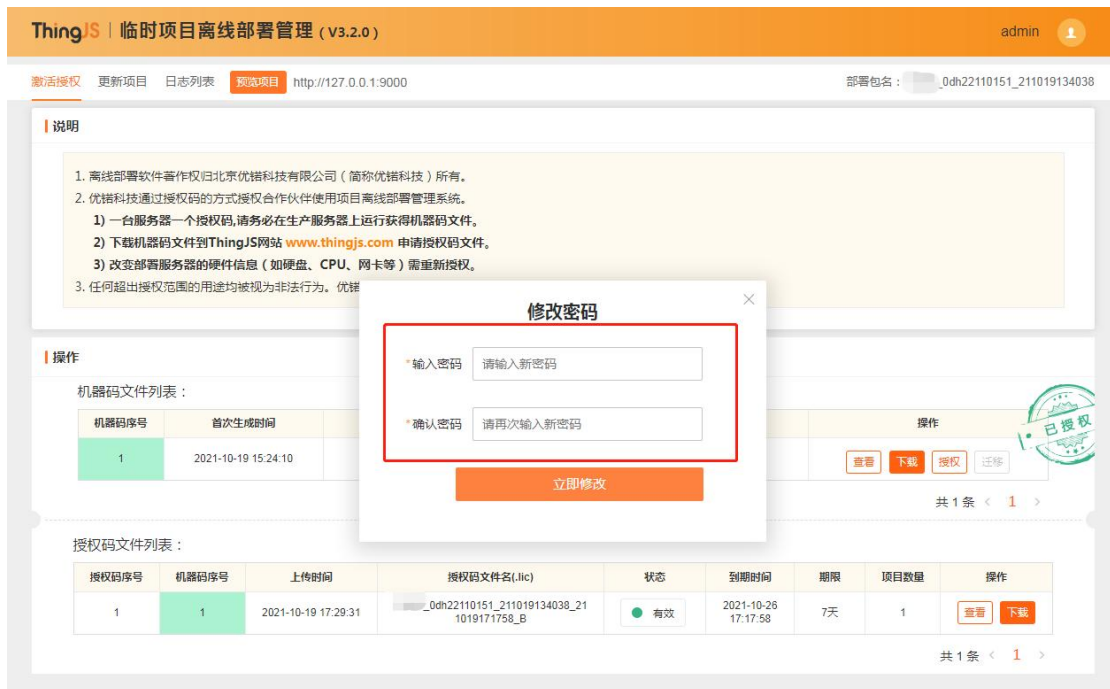 ThingJS | 临时项目离线部署管理 ( V3.2.0 )
admin
激活授权 更新项目 日志列表 预览项目 http://127.0.0.1:9000
部署包名： _0dh22110151_211019134038
说明
1. 离线部署软件著作权归北京优锘科技有限公司（简称优锘科技）所有。
2. 优锘科技通过授权码的方式授权合作伙伴使用项目离线部署管理系统。
1) 一台服务器一个授权码,请务必在生产服务器上运行获得机器码文件。
2) 下载机器码文件到ThingJS网站 www.thingjs.com 申请授权码文件。
3) 改变部署服务器的硬件信息（如硬盘、CPU、网卡等）需重新授权。
3. 任何超出授权范围的用途均被视为非法行为。优锘
修改密码
*输入密码 请输入新密码
*确认密码 请再次输入新密码
立即修改
操作
机器码文件列表：
机器码序号 首次生成时间 操作
1 2021-10-19 15:24:10 查看 下载 授权 迁移
已授权
共 1 条 < 1 >
授权码文件列表：
授权码序号 机器码序号 上传时间 授权码文件名(.lic) 状态 到期时间 期限 项目数量 操作
1 1 2021-10-19 17:29:31 _0dh22110151_211019134038_21 有效 2021-10-26 7天 1 查看 下载
1019171758_B 17:17:58
共 1 条 < 1 >